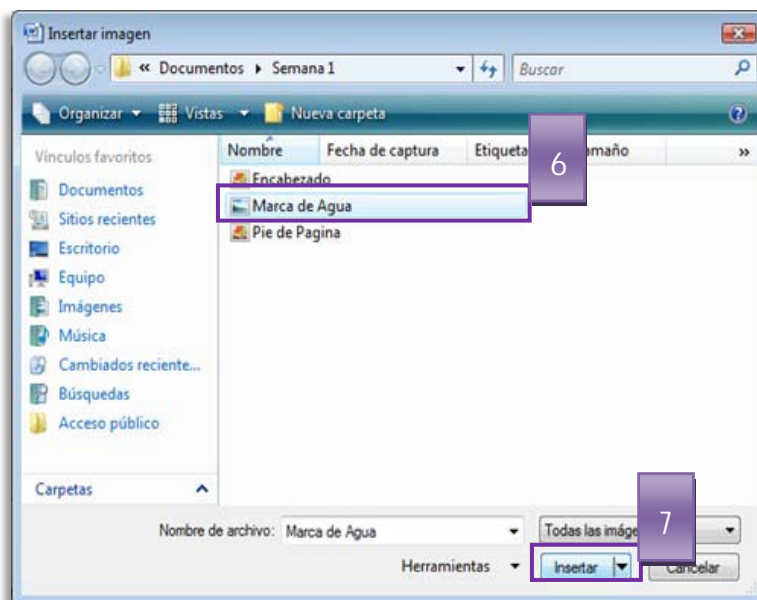 Insertar imagen
« Documentos Semana 1 Buscar
Organizar Vistas Nueva carpeta
Vínculos favoritos
Nombre Fecha de captura Etiqueta amaño »
6
Documentos
Sitios recientes
Escritorio
Equipo
Imágenes
Música
Cambiados reciente...
Búsquedas
Acceso público
Encabezado
Marca de Agua
Pie de Pagina
Carpetas
Nombre de archivo: Marca de Agua Todas las imáge
7
Herramientas Insertar Cancelar